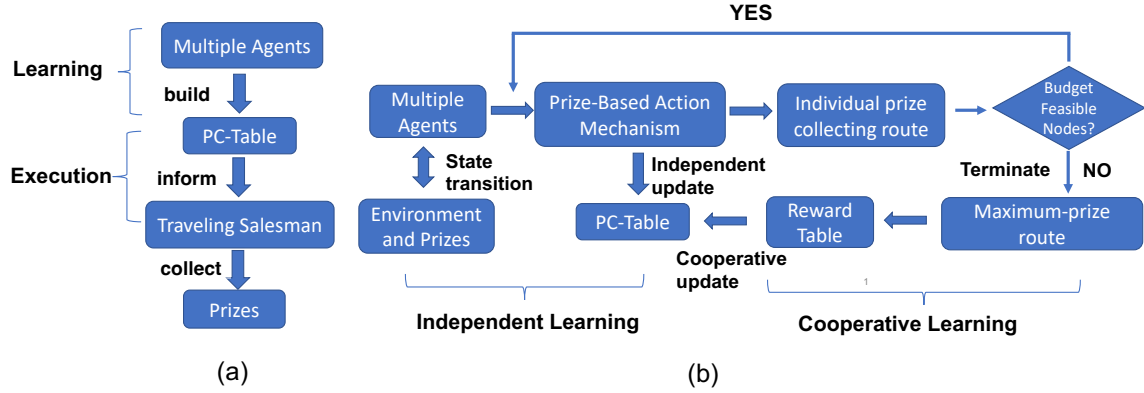 Learning
Multiple Agents
build
PC-Table
Execution
inform
Traveling Salesman
collect
Prizes
(a)
YES
Multiple
Agents
Prize-Based Action
Mechanism
Individual prize
collecting route
Budget
Feasible
Nodes?
State
transition
Independent
update
Terminate
NO
Environment
and Prizes
PC-Table
Reward
Table
Maximum-prize
route
Cooperative
update
1
Independent Learning
Cooperative Learning
(b)